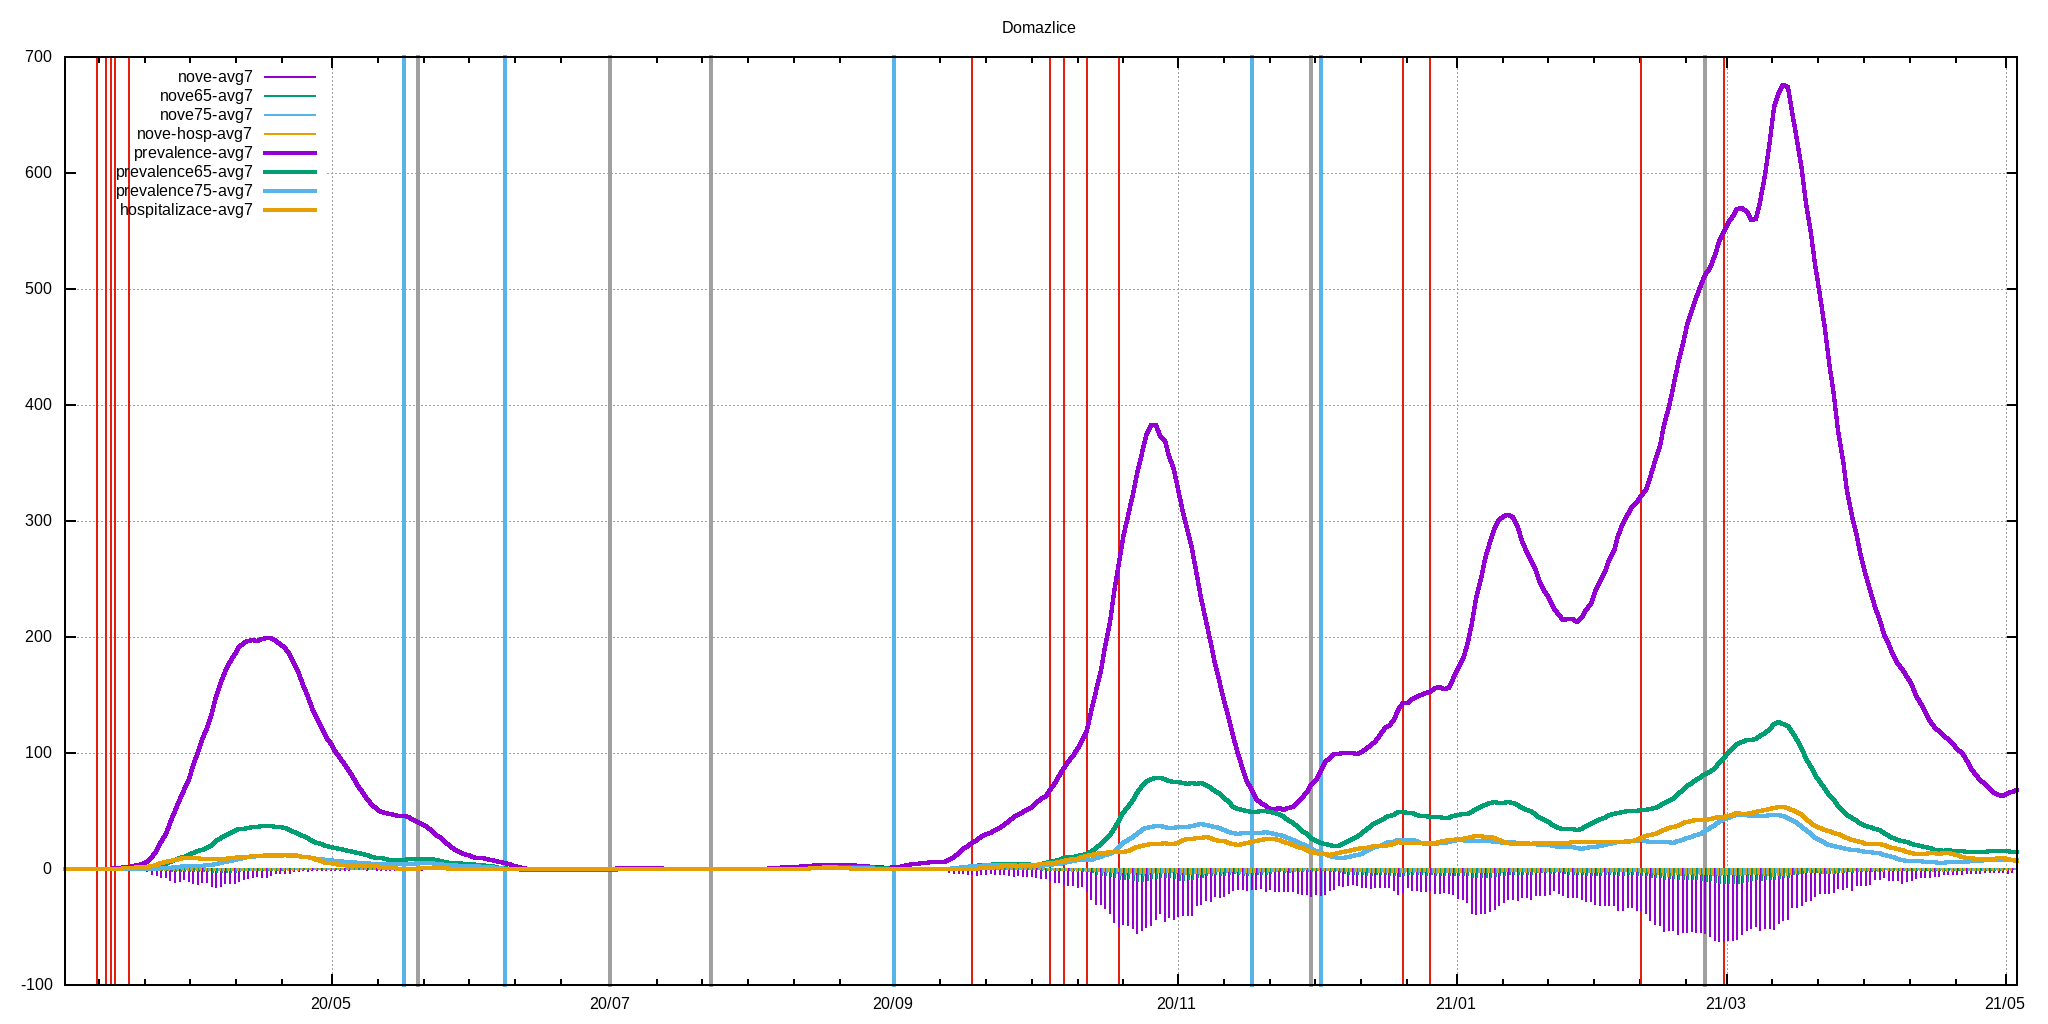 Domazlice
700
600
500
400
300
200
100
0
-100
nove-avg7
nove65-avg7
nove75-avg7
nove-hosp-avg7
prevalence-avg7
prevalence65-avg7
prevalence75-avg7
hospitalizace-avg7
20/05 20/07 20/09 20/11 21/01 21/03 21/05